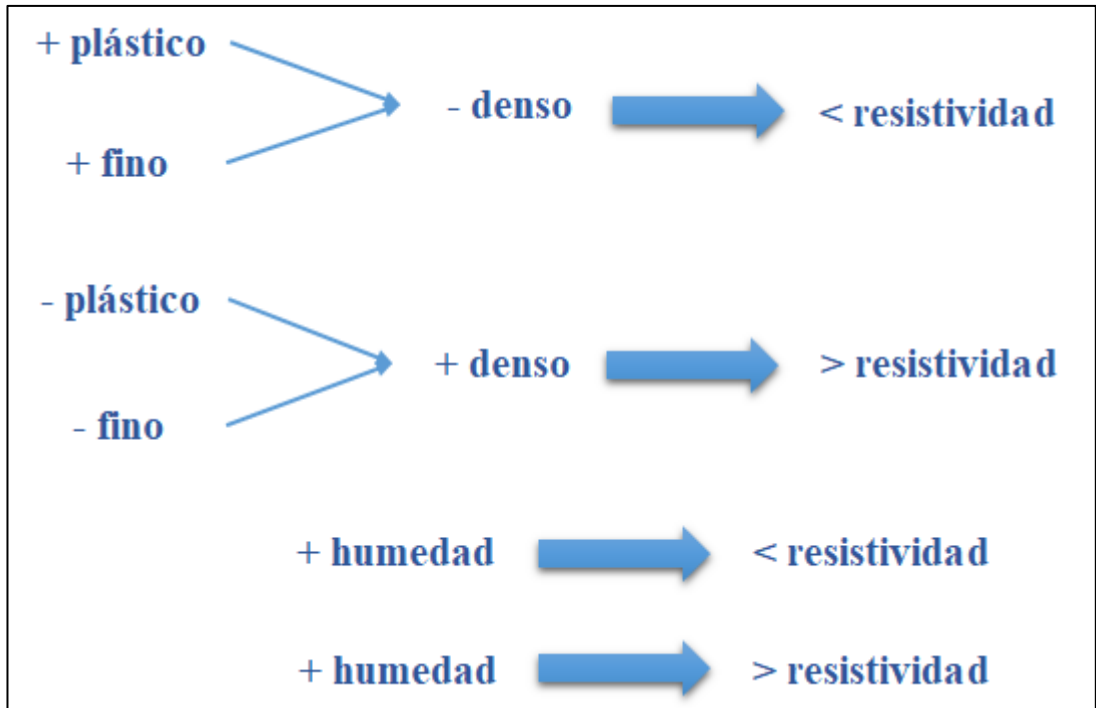 + plástico
- denso
< resistividad
+ fino
- plástico
+ denso
> resistividad
- fino
+ humedad
< resistividad
+ humedad
> resistividad